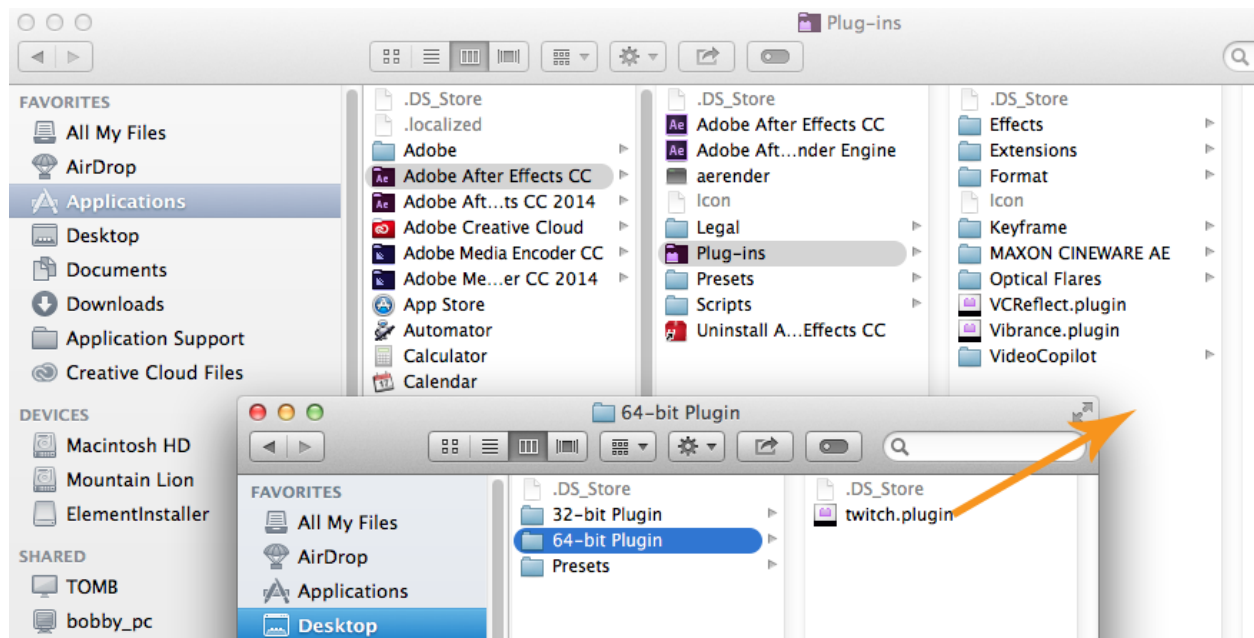 Plug-ins
FAVORITES
All My Files
AirDrop
Applications
Desktop
Documents
Downloads
Application Support
Creative Cloud Files
DEVICES
Macintosh HD
Mountain Lion
ElementInstaller
SHARED
TOMB
bobby_pc
.DS_Store
.localized
Adobe
Adobe After Effects CC
Adobe Aft...ts CC 2014
Adobe Creative Cloud
Adobe Media Encoder CC
Adobe Me...er CC 2014
App Store
Automator
Calculator
Calendar
.DS_Store
Adobe After Effects CC
Adobe Aft...nder Engine
aerender
Icon
Legal
Plug-ins
Presets
Scripts
Uninstall A...Effects CC
.DS_Store
Effects
Extensions
Format
Icon
Keyframe
MAXON CINEWARE AE
Optical Flares
VCReflect.plugin
Vibrance.plugin
VideoCopilot
64-bit Plugin
FAVORITES
All My Files
AirDrop
Applications
Desktop
.DS_Store
32-bit Plugin
64-bit Plugin
Presets
.DS_Store
twitch.plugin